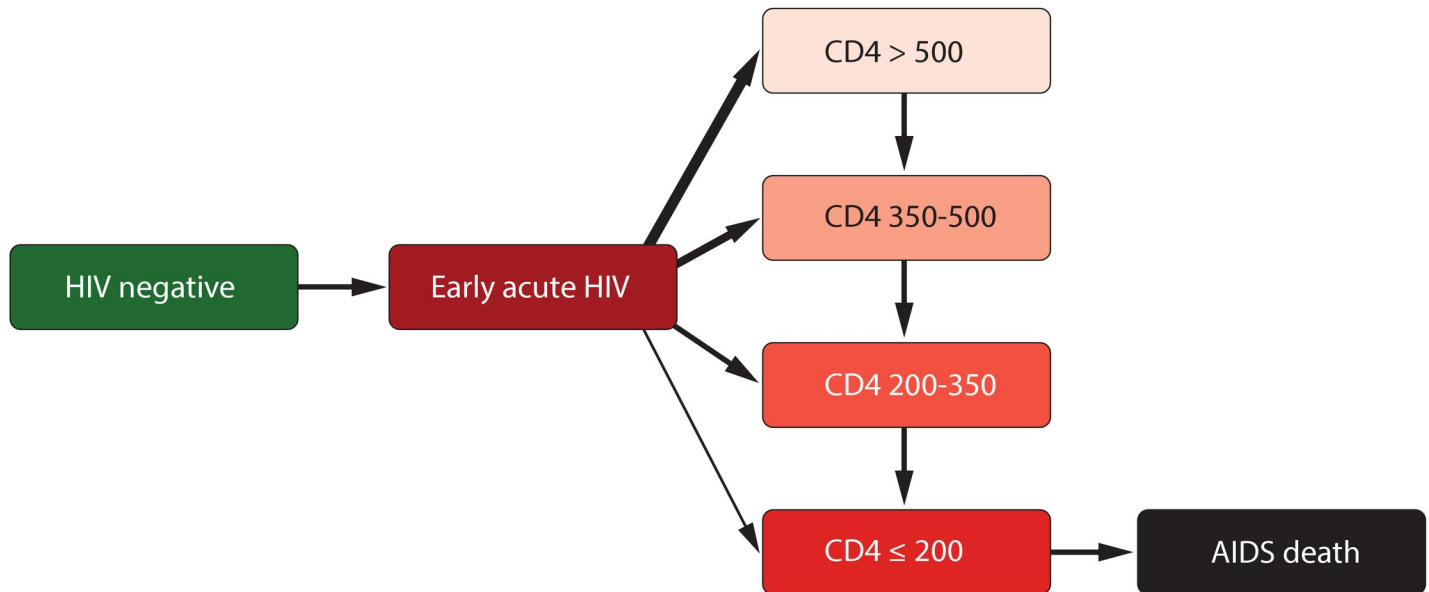 CD4 > 500
CD4 350-500
HIV negative
Early acute HIV
CD4 200-350
CD4 ≤ 200
AIDS death